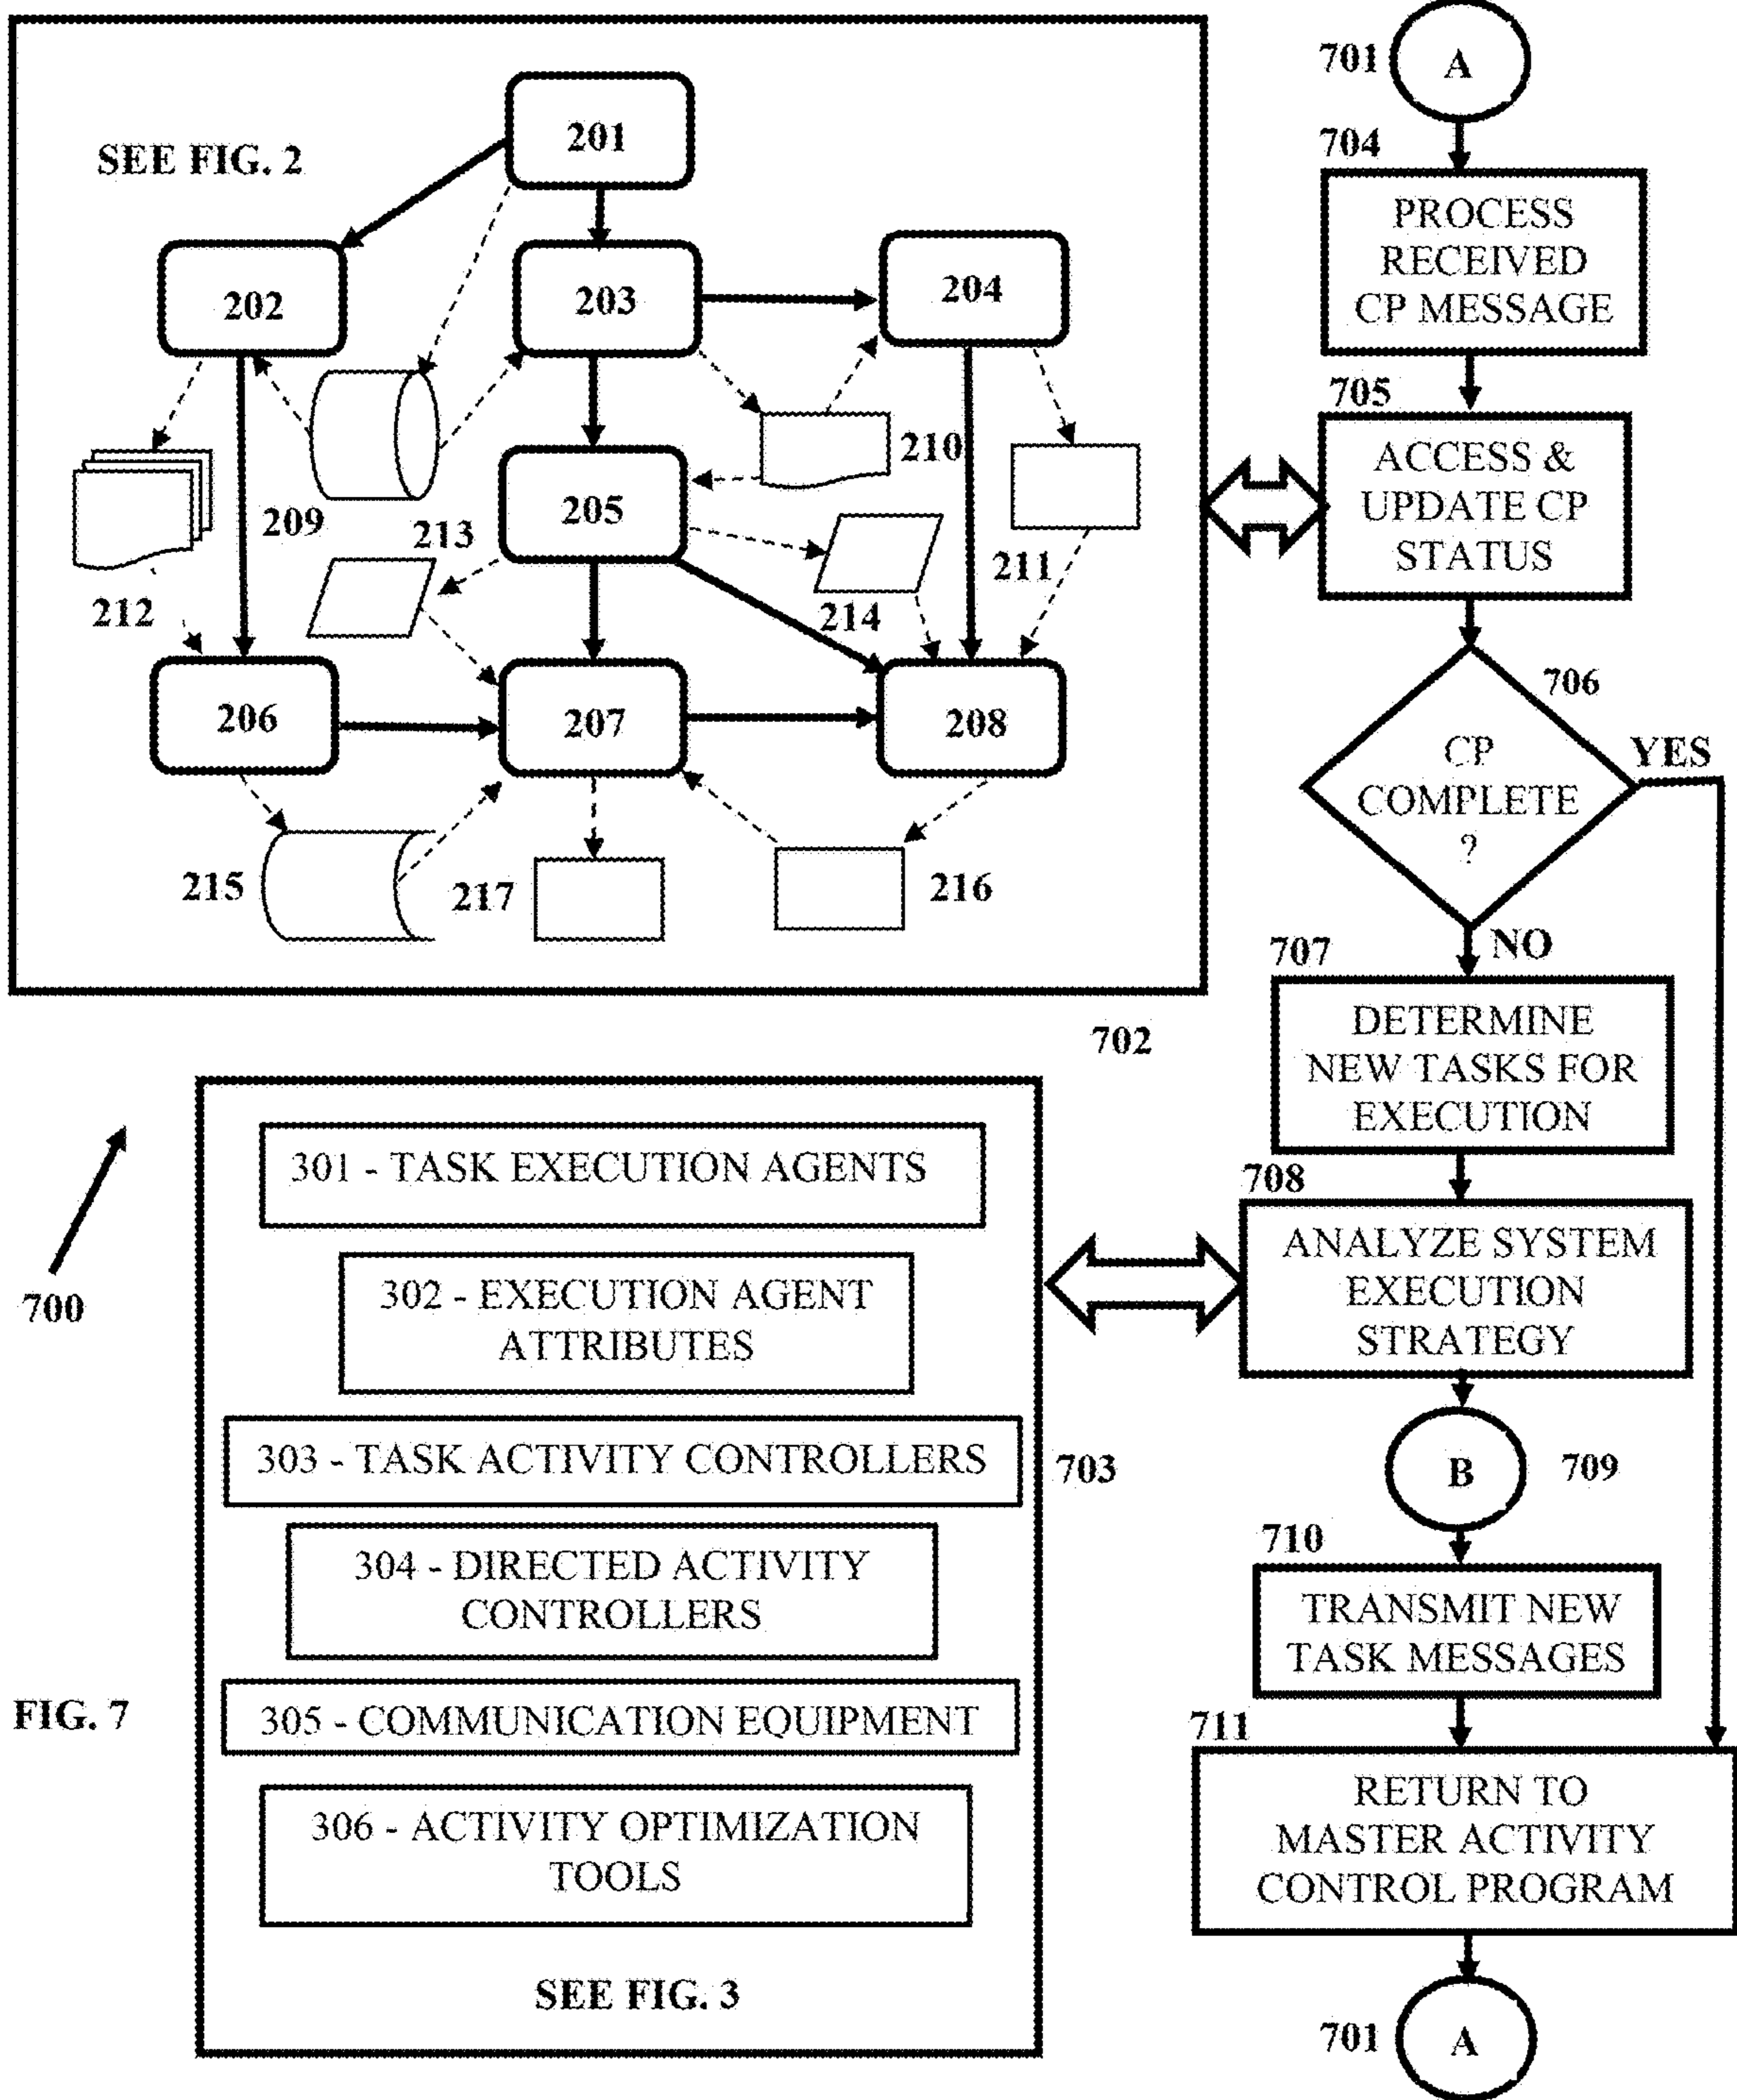 SEE FIG. 2
201
202
203
204
205
206
207
208
209
210
211
212
213
214
215
217
216
702
700
FIG. 7
301 - TASK EXECUTION AGENTS
302 - EXECUTION AGENT
ATTRIBUTES
303 - TASK ACTIVITY CONTROLLERS
304 - DIRECTED ACTIVITY
CONTROLLERS
305 - COMMUNICATION EQUIPMENT
306 - ACTIVITY OPTIMIZATION
TOOLS
SEE FIG. 3
703
701
A
704
PROCESS
RECEIVED
CP MESSAGE
705
ACCESS &
UPDATE CP
STATUS
706
CP
COMPLETE
?
YES
NO
707
DETERMINE
NEW TASKS FOR
EXECUTION
708
ANALYZE SYSTEM
EXECUTION
STRATEGY
B
709
710
TRANSMIT NEW
TASK MESSAGES
711
RETURN TO
MASTER ACTIVITY
CONTROL PROGRAM
701
A